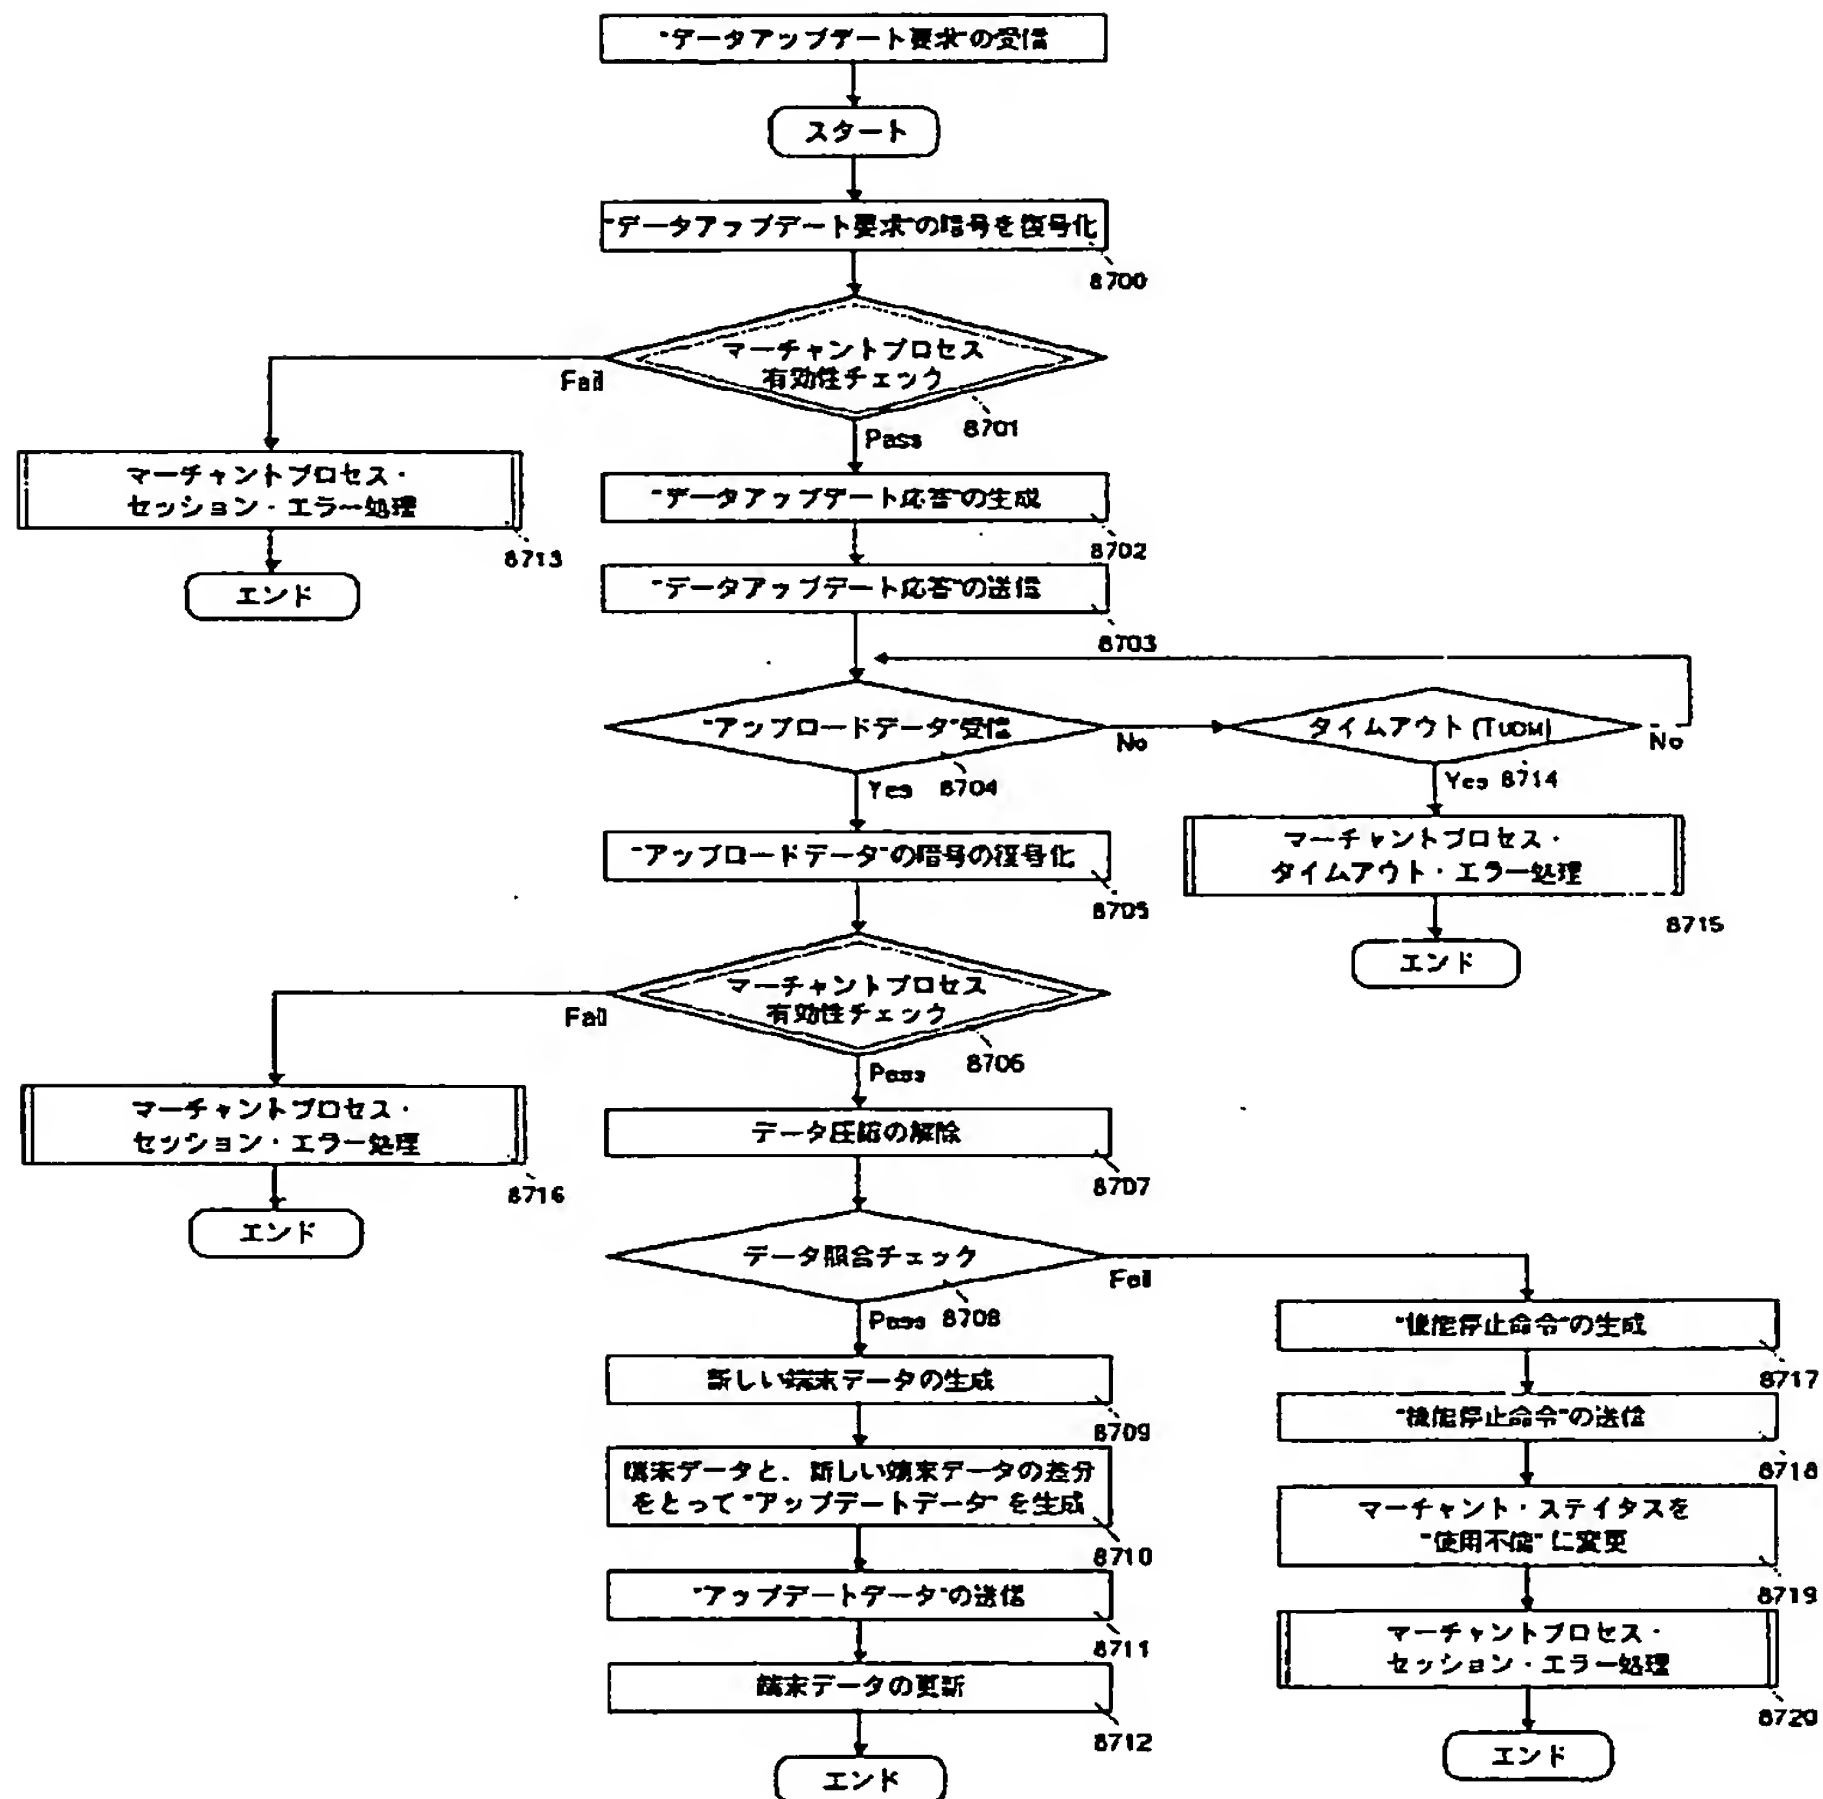 "データアップデート要求"の受信
スタート
"データアップデート要求"の暗号を復号化
8700
マーチャントプロセス
有効性チェック
Fail
8701
Pass
マーチャントプロセス・
セッション・エラー処理
8713
エンド
"データアップデート応答"の生成
8702
"データアップデート応答"の送信
8703
"アップロードデータ"受信
No
タイムアウト(TUDM)
No
Yes 8704
Yes 8714
"アップロードデータ"の暗号の復号化
8705
マーチャントプロセス・
タイムアウト・エラー処理
8715
エンド
マーチャントプロセス
有効性チェック
Fail
8706
Pass
マーチャントプロセス・
セッション・エラー処理
8716
エンド
データ圧縮の解除
8707
データ照合チェック
Fail
Pass 8708
"機能停止命令"の生成
8717
新しい端末データの生成
8709
"機能停止命令"の送信
8718
端末データと、新しい端末データの差分
をとって"アップデートデータ"を生成
8710
マーチャント・ステイタスを
"使用不能"に変更
8719
"アップデートデータ"の送信
8711
マーチャントプロセス・
セッション・エラー処理
8720
端末データの更新
8712
エンド
エンド